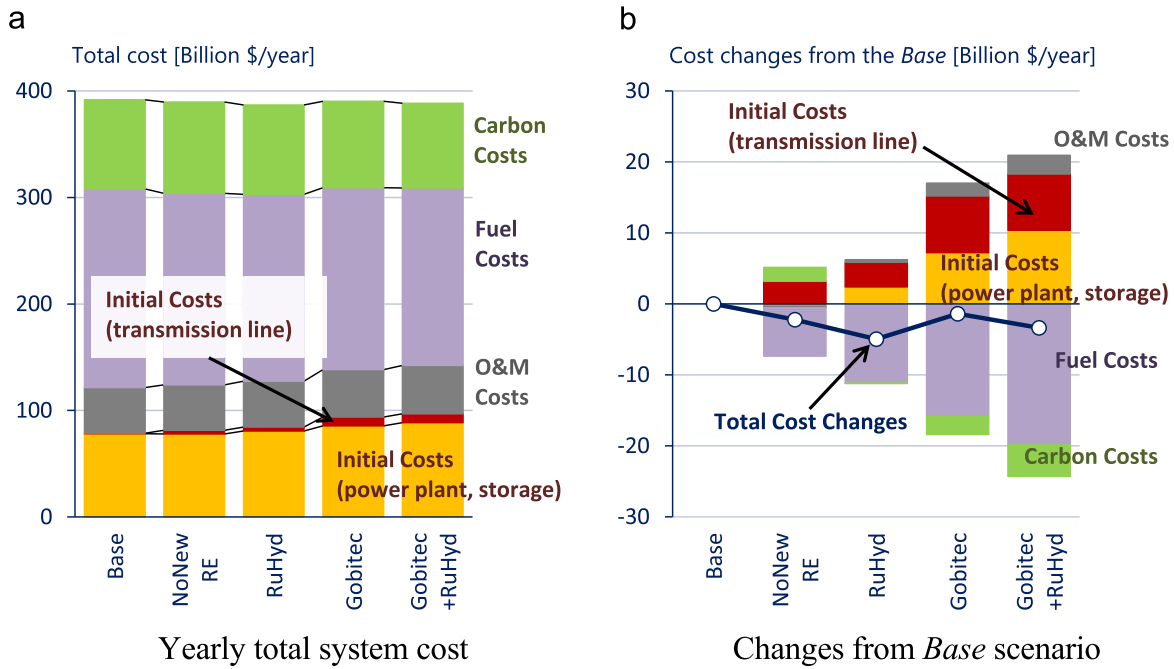 a
Total cost [Billion $/year]
400
300
200
100
0
Carbon
Costs
Fuel
Costs
Initial Costs
(transmission line)
O&M
Costs
Initial Costs
(power plant, storage)
Base
NoNew
RE
RuHyd
Gobitec
Gobitec
+RuHyd
Yearly total system cost
b
Cost changes from the Base [Billion $/year]
30
20
10
0
-10
-20
-30
Initial Costs
(transmission line)
O&M Costs
Initial Costs
(power plant, storage)
Fuel Costs
Total Cost Changes
Carbon Costs
Base
NoNew
RE
RuHyd
Gobitec
Gobitec
+RuHyd
Changes from Base scenario